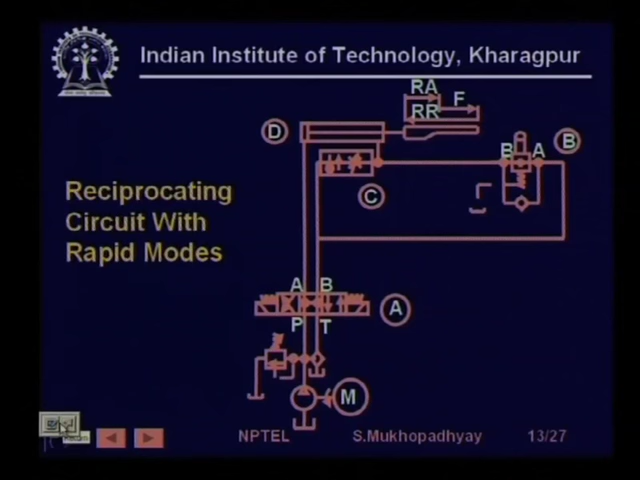 Indian Institute of Technology, Kharagpur
RA
F
RR
D
B
A
B
C
Reciprocating
Circuit With
Rapid Modes
A
B
A
P
T
M
NPTEL
S.Mukhopadhyay
13/27